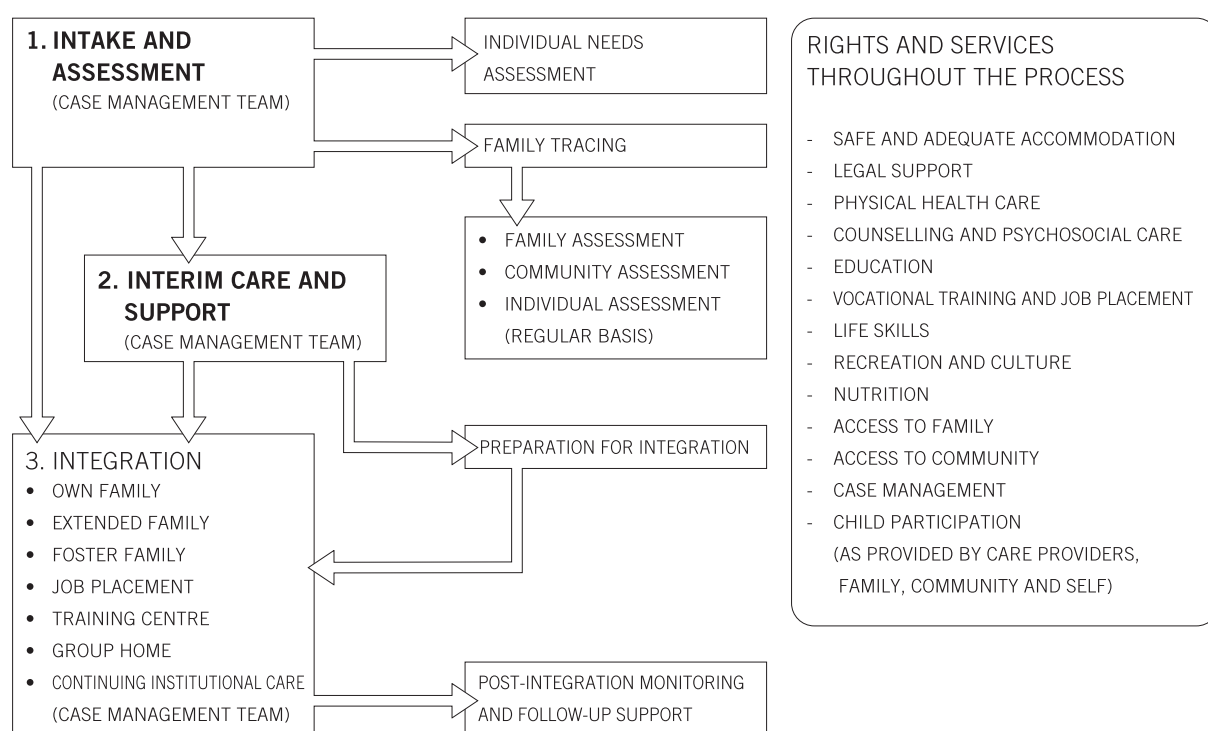 1. INTAKE AND
ASSESSMENT
(CASE MANAGEMENT TEAM)
INDIVIDUAL NEEDS
ASSESSMENT
FAMILY TRACING
• FAMILY ASSESSMENT
• COMMUNITY ASSESSMENT
• INDIVIDUAL ASSESSMENT
(REGULAR BASIS)
2. INTERIM CARE AND
SUPPORT
(CASE MANAGEMENT TEAM)
PREPARATION FOR INTEGRATION
3. INTEGRATION
• OWN FAMILY
• EXTENDED FAMILY
• FOSTER FAMILY
• JOB PLACEMENT
• TRAINING CENTRE
• GROUP HOME
• CONTINUING INSTITUTIONAL CARE
(CASE MANAGEMENT TEAM)
POST-INTEGRATION MONITORING
AND FOLLOW-UP SUPPORT
RIGHTS AND SERVICES
THROUGHOUT THE PROCESS
- SAFE AND ADEQUATE ACCOMMODATION
- LEGAL SUPPORT
- PHYSICAL HEALTH CARE
- COUNSELLING AND PSYCHOSOCIAL CARE
- EDUCATION
- VOCATIONAL TRAINING AND JOB PLACEMENT
- LIFE SKILLS
- RECREATION AND CULTURE
- NUTRITION
- ACCESS TO FAMILY
- ACCESS TO COMMUNITY
- CASE MANAGEMENT
- CHILD PARTICIPATION
(AS PROVIDED BY CARE PROVIDERS,
FAMILY, COMMUNITY AND SELF)